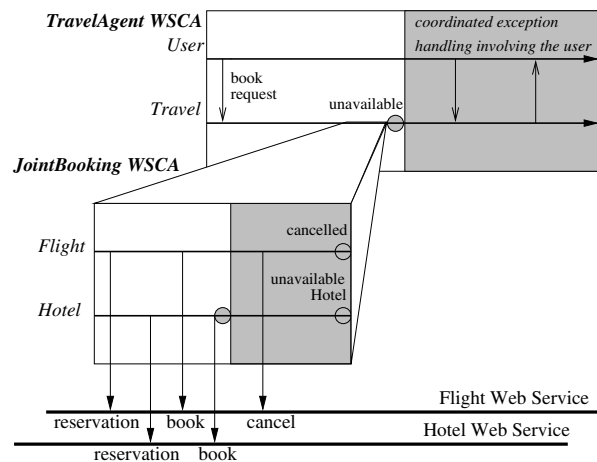 TravelAgent WSCA
User
coordinated exception
handling involving the user
book
request
Travel
unavailable
JointBooking WSCA
Flight
cancelled
unavailable
Hotel
Hotel
Flight Web Service
reservation book cancel
Hotel Web Service
reservation book